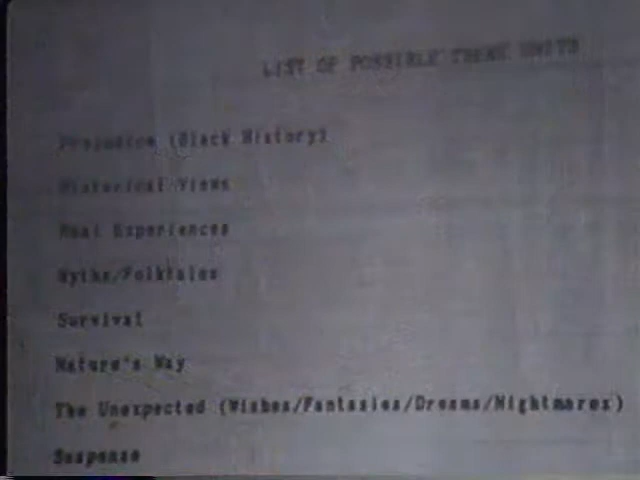 LIST OF POSSIBLE THEME UNITS
Prejudice (Black History)
Historical Views
Real Experiences
Myths/Folktales
Survival
Nature's Way
The Unexpected (Wishes/Fantasies/Dreams/Nightmares)
Suspense